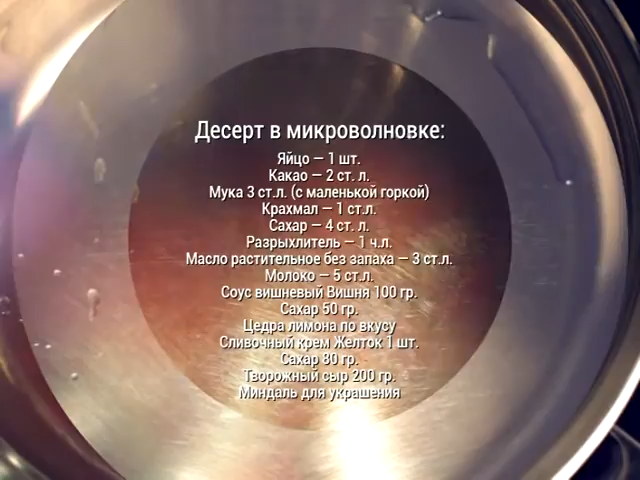 Десерт в микроволновке:
Яйцо — 1 шт.
Какао — 2 ст. л.
Мука 3 ст.л. (с маленькой горкой)
Крахмал — 1 ст.л.
Сахар — 4 ст. л.
Разрыхлитель — 1 ч.л.
Масло растительное без запаха — 3 ст.л.
Молоко — 5 ст.л.
Соус вишневый Вишня 100 гр.
Сахар 50 гр.
Цедра лимона по вкусу
Сливочный крем Желток 1 шт.
Сахар 80 гр.
Творожный сыр 200 гр.
Миндаль для украшения